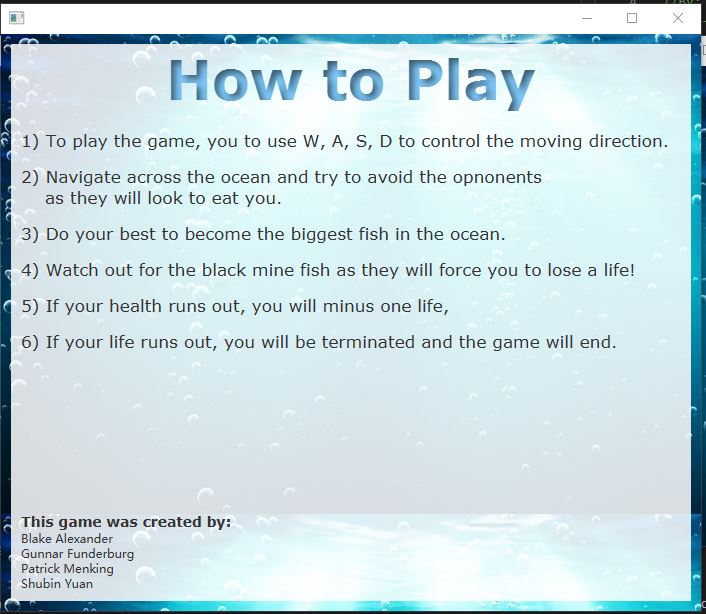 How to Play
1) To play the game, you to use W, A, S, D to control the moving direction.
2) Navigate across the ocean and try to avoid the opnonents
as they will look to eat you.
3) Do your best to become the biggest fish in the ocean.
4) Watch out for the black mine fish as they will force you to lose a life!
5) If your health runs out, you will minus one life,
6) If your life runs out, you will be terminated and the game will end.
This game was created by:
Blake Alexander
Gunnar Funderburg
Patrick Menking
Shubin Yuan